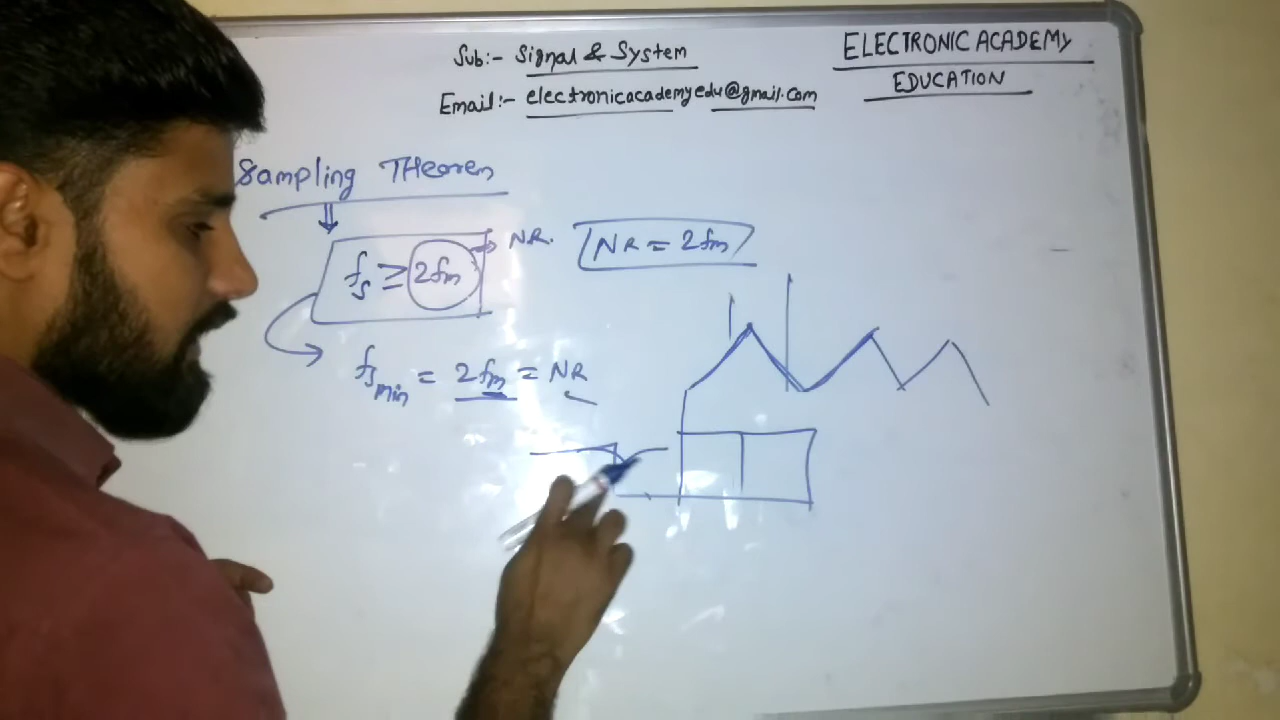 Sub:- Signal & System
Email:- electronicacademyedu@gmail.com
ELECTRONIC ACADEMY
EDUCATION
Sampling THeorem
fs ≥ 2fm → NR.
NR = 2fm
fs min = 2fm = NR